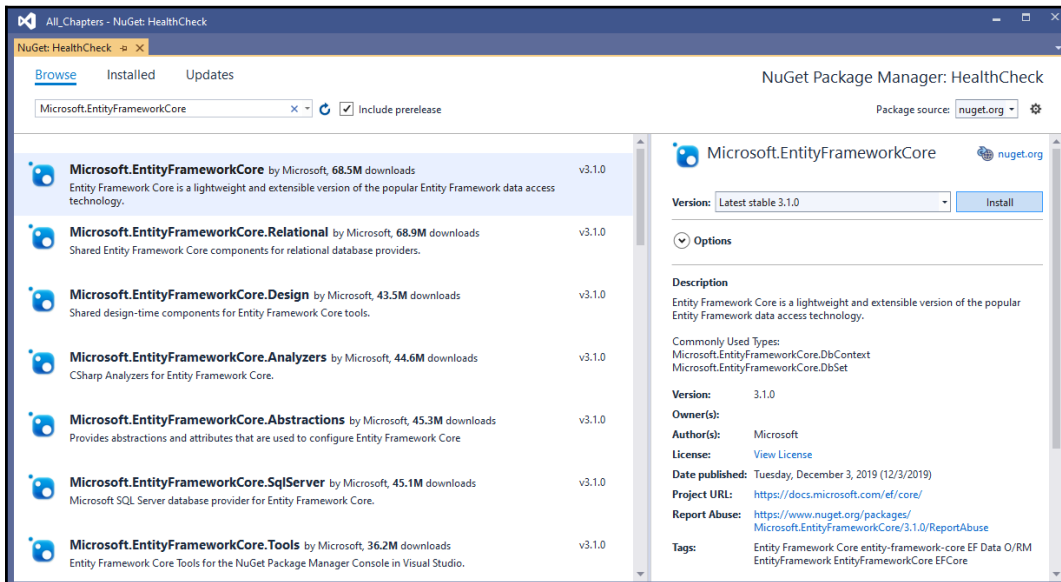 All_Chapters - NuGet: HealthCheck
NuGet: HealthCheck
Browse Installed Updates
NuGet Package Manager: HealthCheck
Microsoft.EntityFrameworkCore
Include prerelease
Package source: nuget.org
Microsoft.EntityFrameworkCore by Microsoft, 68.5M downloads v3.1.0
Entity Framework Core is a lightweight and extensible version of the popular Entity Framework data access
technology.
Microsoft.EntityFrameworkCore.Relational by Microsoft, 68.9M downloads v3.1.0
Shared Entity Framework Core components for relational database providers.
Microsoft.EntityFrameworkCore.Design by Microsoft, 43.5M downloads v3.1.0
Shared design-time components for Entity Framework Core tools.
Microsoft.EntityFrameworkCore.Analyzers by Microsoft, 44.6M downloads v3.1.0
CSharp Analyzers for Entity Framework Core.
Microsoft.EntityFrameworkCore.Abstractions by Microsoft, 45.3M downloads v3.1.0
Provides abstractions and attributes that are used to configure Entity Framework Core
Microsoft.EntityFrameworkCore.SqlServer by Microsoft, 45.1M downloads v3.1.0
Microsoft SQL Server database provider for Entity Framework Core.
Microsoft.EntityFrameworkCore.Tools by Microsoft, 36.2M downloads v3.1.0
Entity Framework Core Tools for the NuGet Package Manager Console in Visual Studio.
Microsoft.EntityFrameworkCore nuget.org
Version: Latest stable 3.1.0 Install
Options
Description
Entity Framework Core is a lightweight and extensible version of the popular
Entity Framework data access technology.
Commonly Used Types:
Microsoft.EntityFrameworkCore.DbContext
Microsoft.EntityFrameworkCore.DbSet
Version: 3.1.0
Owner(s):
Author(s): Microsoft
License: View License
Date published: Tuesday, December 3, 2019 (12/3/2019)
Project URL: https://docs.microsoft.com/ef/core/
Report Abuse: https://www.nuget.org/packages/
Microsoft.EntityFrameworkCore/3.1.0/ReportAbuse
Tags: Entity Framework Core entity-framework-core EF Data O/RM
EntityFramework EntityFrameworkCore EFCore